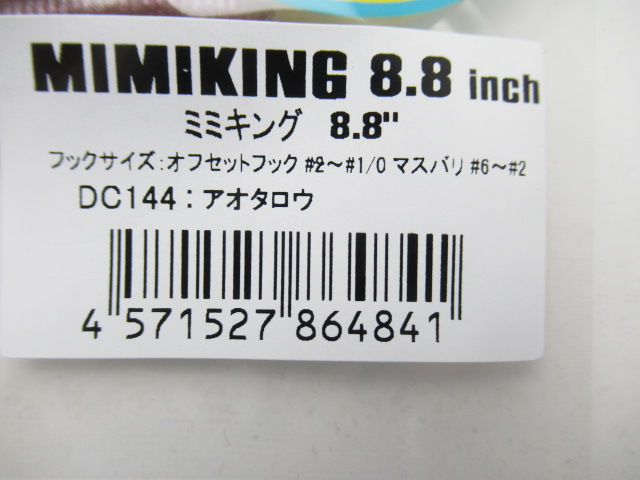 MIMIKING 8.8 inch
ミミキング 8.8"
フックサイズ:オフセットフック #2〜#1/0 マスバリ #6〜#2
DC144:アオタロウ
4 571527 864841